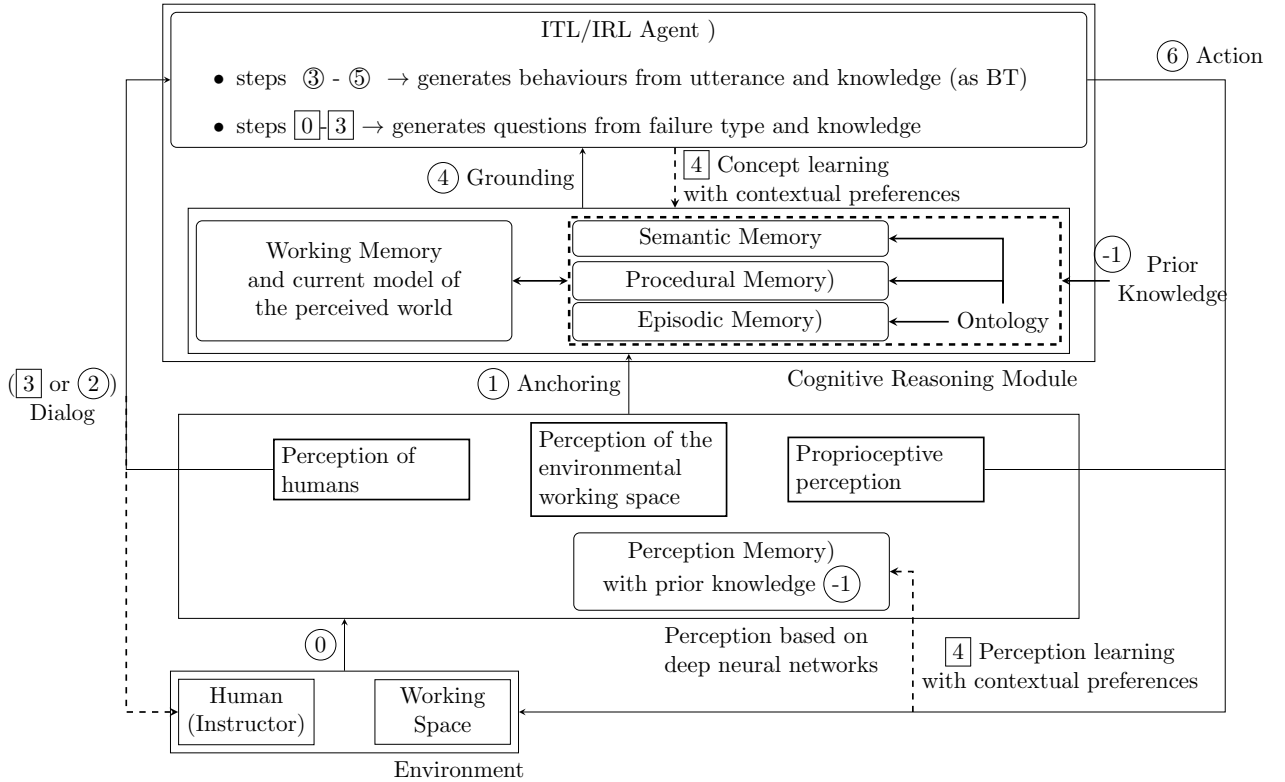 ITL/IRL Agent )
• steps ③ - ⑤ → generates behaviours from utterance and knowledge (as BT)
• steps 0-3 → generates questions from failure type and knowledge
6 Action
4 Grounding
4 Concept learning
with contextual preferences
Working Memory
and current model of
the perceived world
Semantic Memory
Procedural Memory)
Episodic Memory)
Ontology
-1
Prior
Knowledge
Cognitive Reasoning Module
(3 or 2)
Dialog
1 Anchoring
Perception of
humans
Perception of the
environmental
working space
Proprioceptive
perception
Perception Memory)
with prior knowledge -1
Perception based on
deep neural networks
4 Perception learning
with contextual preferences
0
Human
(Instructor)
Working
Space
Environment